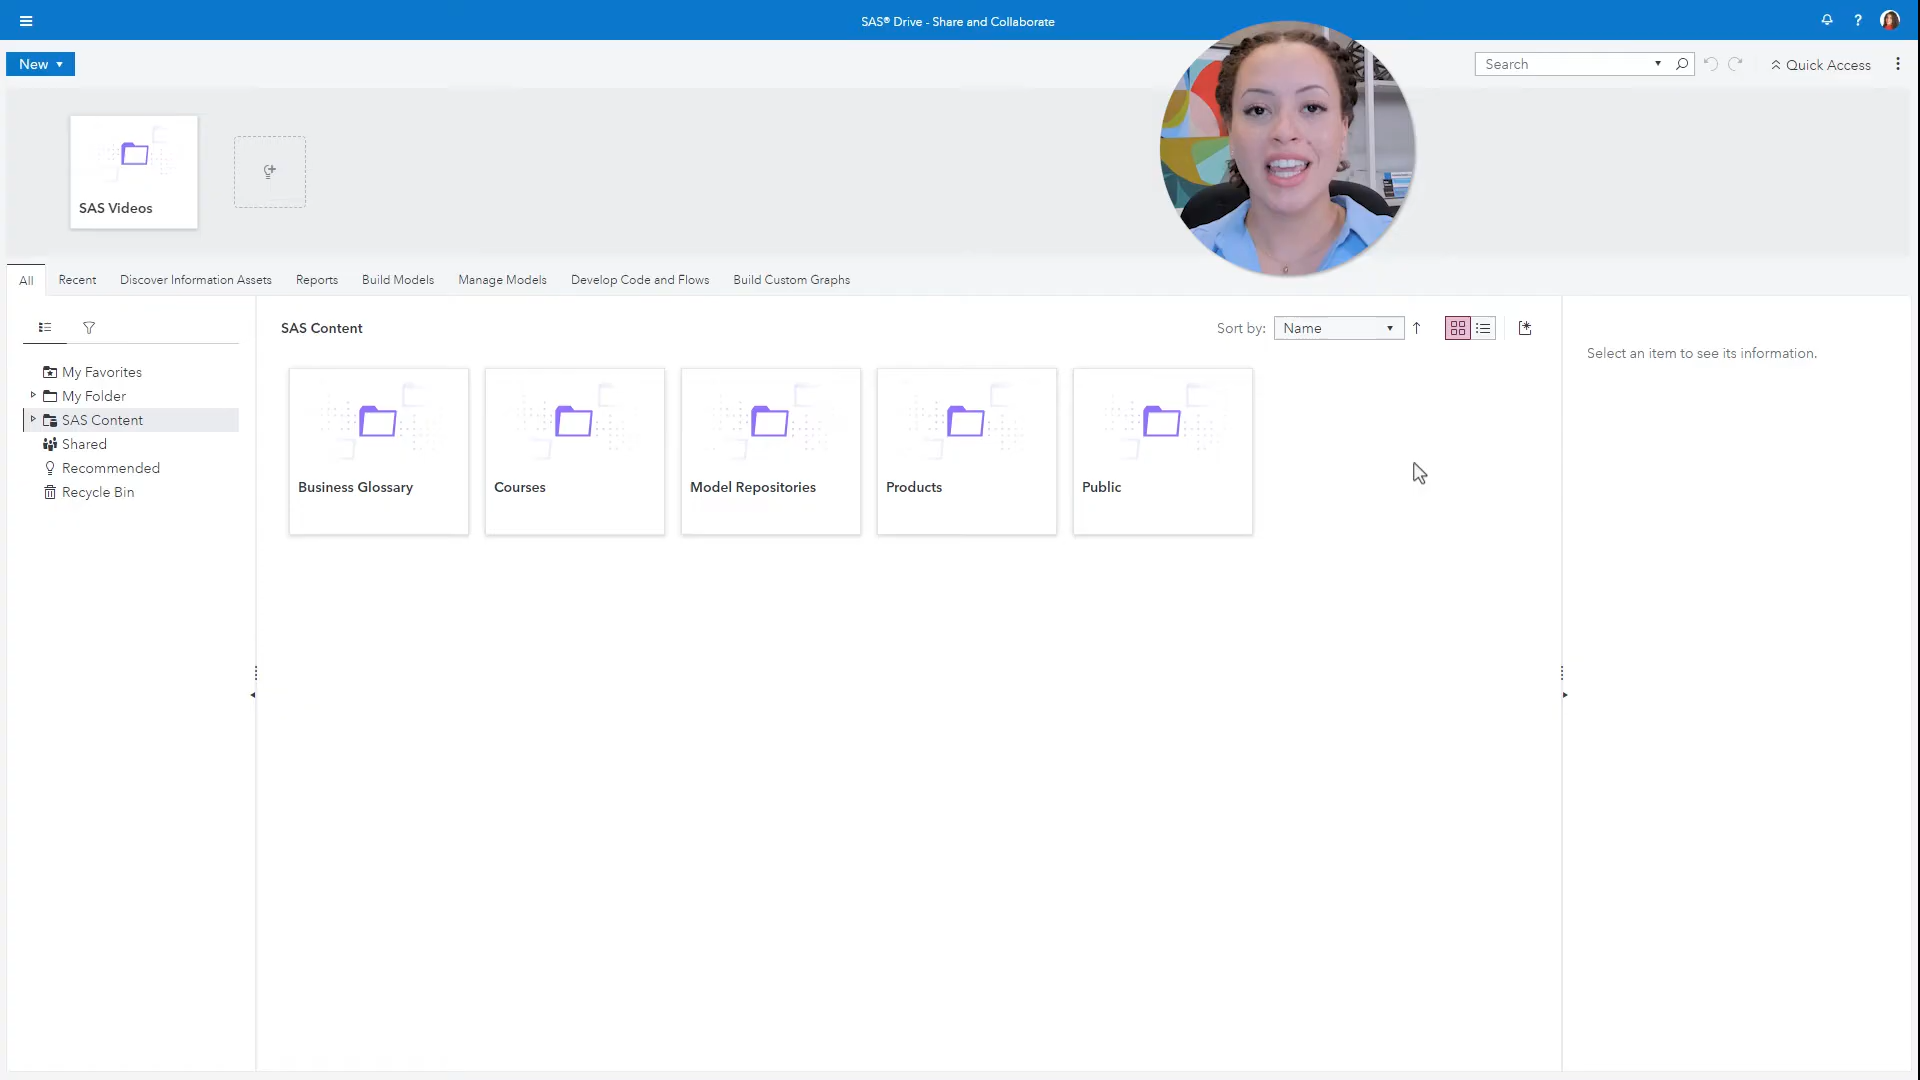 SAS® Drive - Share and Collaborate
?
New
Search
Quick Access
SAS Videos
All
Recent
Discover Information Assets
Reports
Build Models
Manage Models
Develop Code and Flows
Build Custom Graphs
SAS Content
Sort by:
Name
Select an item to see its information.
My Favorites
My Folder
SAS Content
Shared
Recommended
Recycle Bin
Business Glossary
Courses
Model Repositories
Products
Public